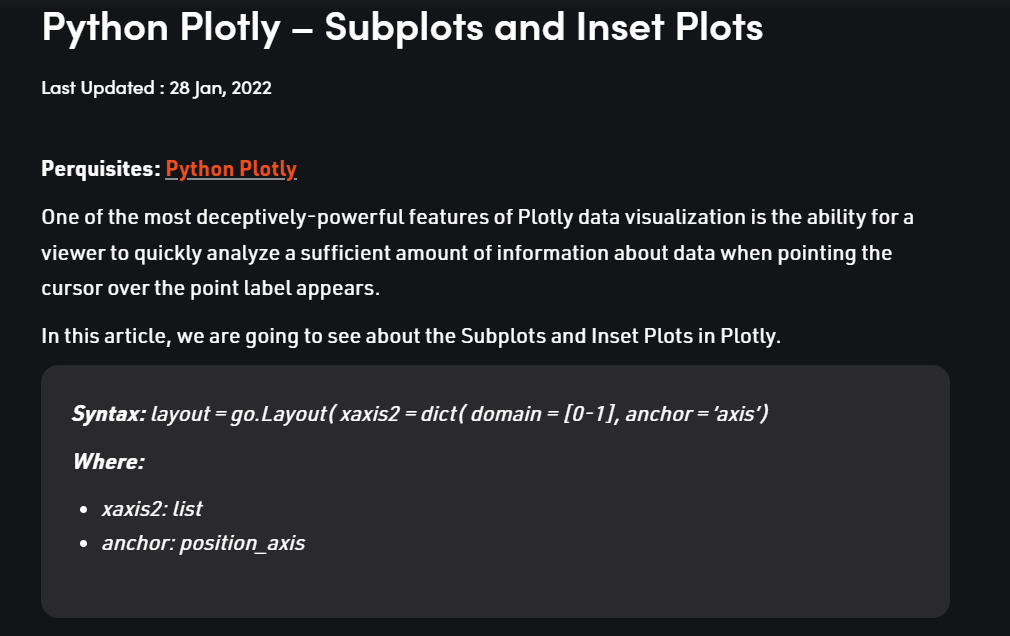 Python Plotly – Subplots and Inset Plots
Last Updated : 28 Jan, 2022
Perquisites: Python Plotly
One of the most deceptively-powerful features of Plotly data visualization is the ability for a
viewer to quickly analyze a sufficient amount of information about data when pointing the
cursor over the point label appears.
In this article, we are going to see about the Subplots and Inset Plots in Plotly.
Syntax: layout = go.Layout( xaxis2 = dict( domain = [0-1], anchor = ‘axis’)
Where:
• xaxis2: list
• anchor: position_axis